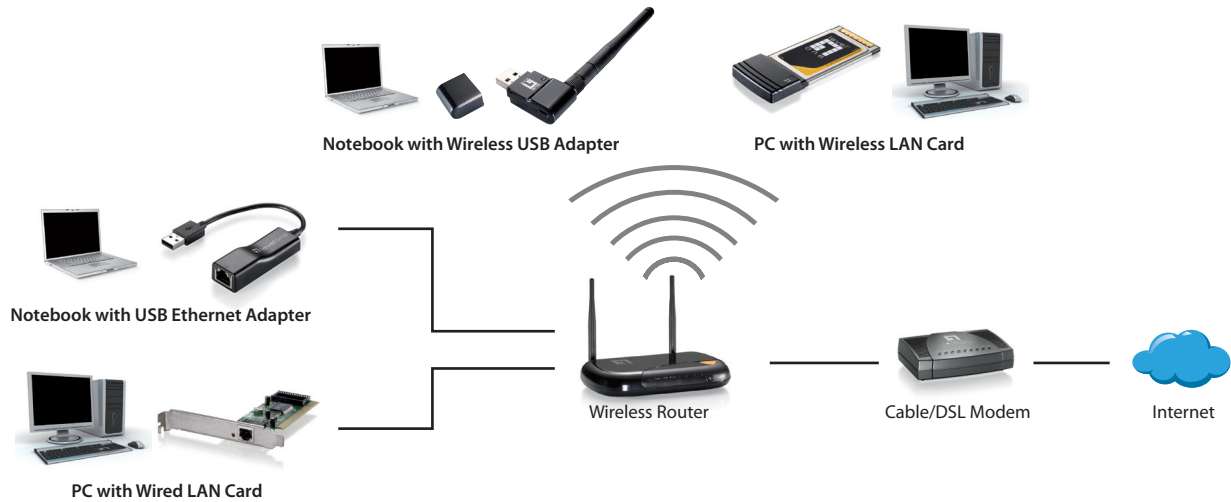 Notebook with Wireless USB Adapter
PC with Wireless LAN Card
Notebook with USB Ethernet Adapter
Wireless Router
Cable/DSL Modem
Internet
PC with Wired LAN Card